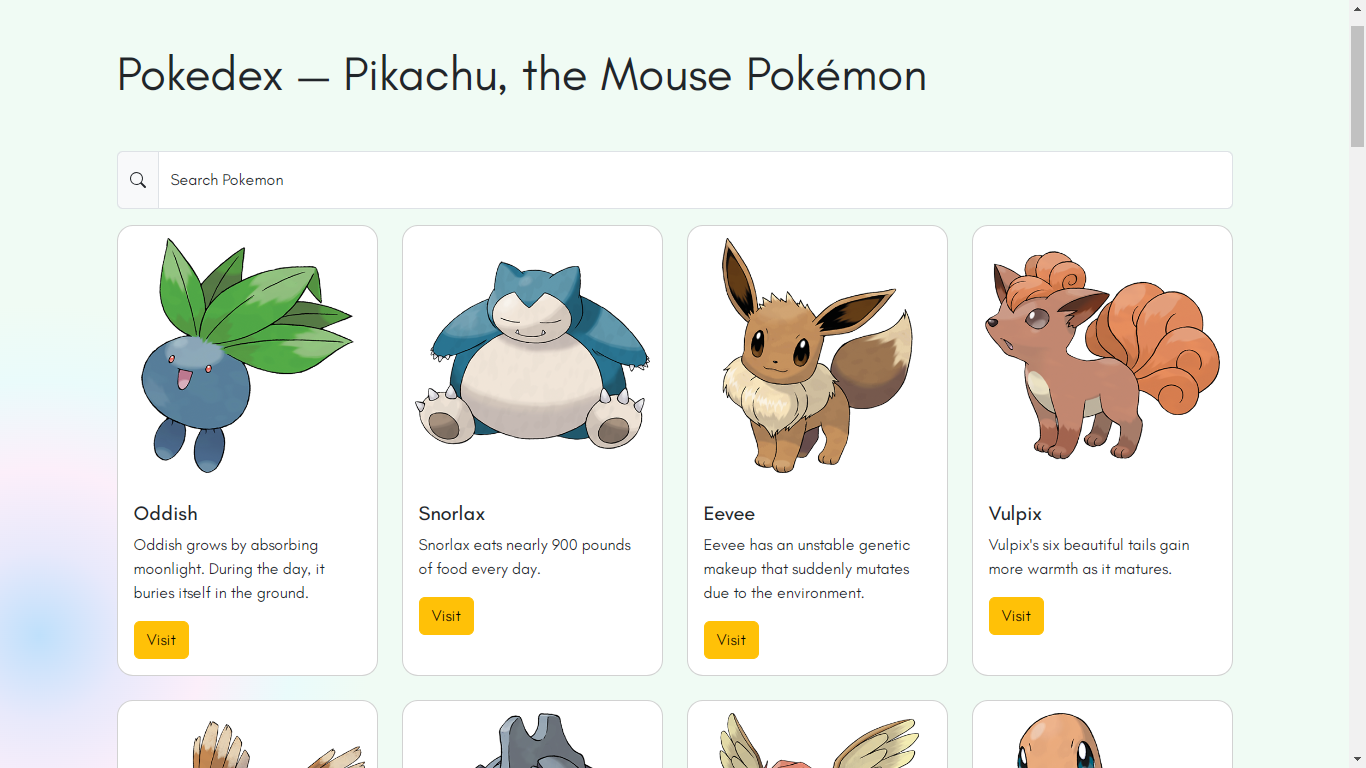 Pokedex — Pikachu, the Mouse Pokémon
Search Pokemon
Oddish
Oddish grows by absorbing
moonlight. During the day, it
buries itself in the ground.
Visit
Snorlax
Snorlax eats nearly 900 pounds
of food every day.
Visit
Eevee
Eevee has an unstable genetic
makeup that suddenly mutates
due to the environment.
Visit
Vulpix
Vulpix's six beautiful tails gain
more warmth as it matures.
Visit